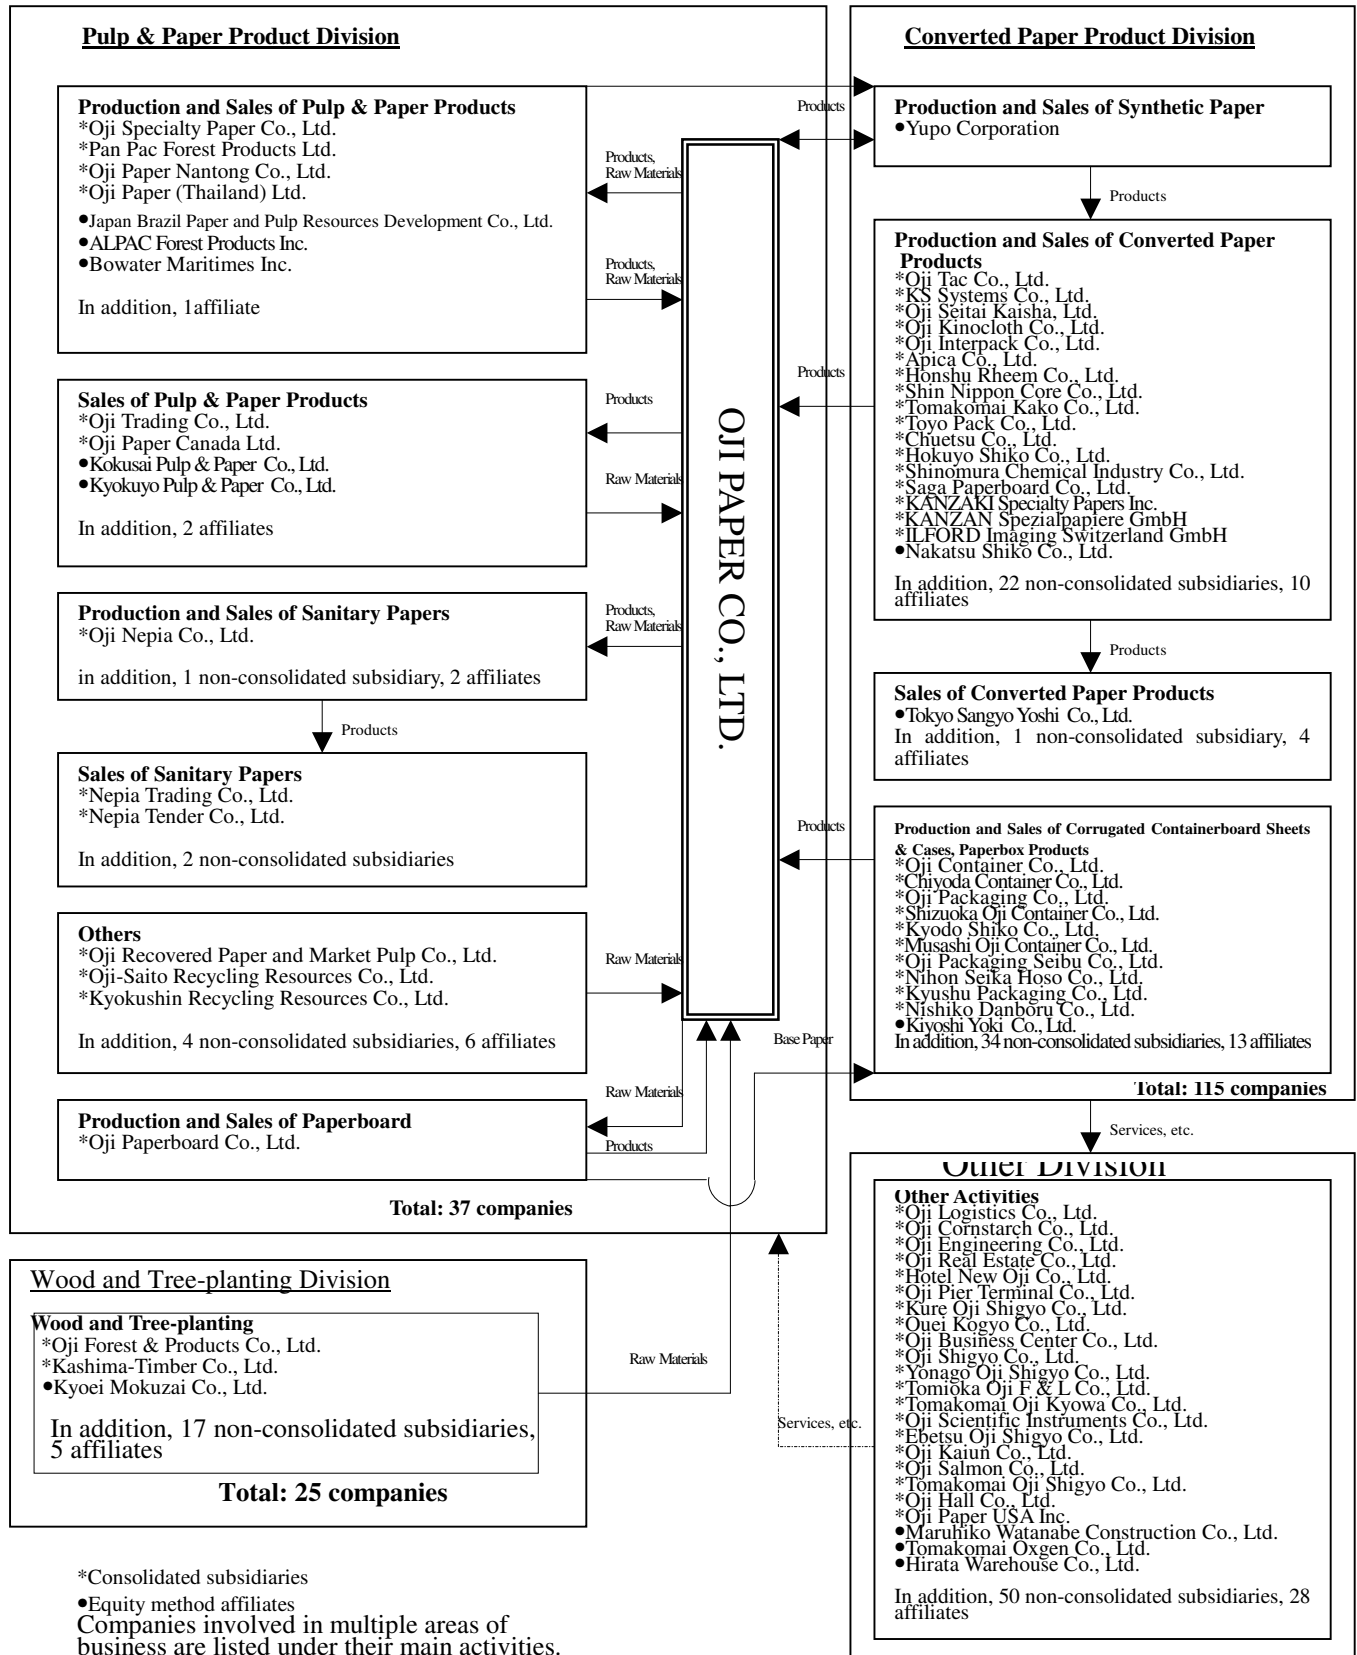 Pulp & Paper Product Division
Production and Sales of Pulp & Paper Products
*Oji Specialty Paper Co., Ltd.
*Pan Pac Forest Products Ltd.
*Oji Paper Nantong Co., Ltd.
*Oji Paper (Thailand) Ltd.
●Japan Brazil Paper and Pulp Resources Development Co., Ltd.
●ALPAC Forest Products Inc.
●Bowater Maritimes Inc.
In addition, 1affiliate
Products,
Raw Materials
Products,
Raw Materials
Sales of Pulp & Paper Products
*Oji Trading Co., Ltd.
*Oji Paper Canada Ltd.
●Kokusai Pulp & Paper Co., Ltd.
●Kyokuyo Pulp & Paper Co., Ltd.
In addition, 2 affiliates
Products
Raw Materials
Production and Sales of Sanitary Papers
*Oji Nepia Co., Ltd.
in addition, 1 non-consolidated subsidiary, 2 affiliates
Products,
Raw Materials
Products
Sales of Sanitary Papers
*Nepia Trading Co., Ltd.
*Nepia Tender Co., Ltd.
In addition, 2 non-consolidated subsidiaries
Others
*Oji Recovered Paper and Market Pulp Co., Ltd.
*Oji-Saito Recycling Resources Co., Ltd.
*Kyokushin Recycling Resources Co., Ltd.
In addition, 4 non-consolidated subsidiaries, 6 affiliates
Raw Materials
Production and Sales of Paperboard
*Oji Paperboard Co., Ltd.
Raw Materials
Products
Total: 37 companies
OJI PAPER CO., LTD.
Products
Products
Products
Base Paper
Converted Paper Product Division
Production and Sales of Synthetic Paper
●Yupo Corporation
Products
Production and Sales of Converted Paper
Products
*Oji Tac Co., Ltd.
*KS Systems Co., Ltd.
*Oji Seitai Kaisha, Ltd.
*Oji Kinocloth Co., Ltd.
*Oji Interpack Co., Ltd.
*Apica Co., Ltd.
*Honshu Rheem Co., Ltd.
*Shin Nippon Core Co., Ltd.
*Tomakomai Kako Co., Ltd.
*Toyo Pack Co., Ltd.
*Chuetsu Co., Ltd.
*Hokuyo Shiko Co., Ltd.
*Shinomura Chemical Industry Co., Ltd.
*Saga Paperboard Co., Ltd.
*KANZAKI Specialty Papers Inc.
*KANZAN Spezialpapiere GmbH
*ILFORD Imaging Switzerland GmbH
●Nakatsu Shiko Co., Ltd.
In addition, 22 non-consolidated subsidiaries, 10
affiliates
Products
Sales of Converted Paper Products
●Tokyo Sangyo Yoshi Co., Ltd.
In addition, 1 non-consolidated subsidiary, 4
affiliates
Production and Sales of Corrugated Containerboard Sheets
& Cases, Paperbox Products
*Oji Container Co., Ltd.
*Chiyoda Container Co., Ltd.
*Oji Packaging Co., Ltd.
*Shizuoka Oji Container Co., Ltd.
*Kyodo Shiko Co., Ltd.
*Musashi Oji Container Co., Ltd.
*Oji Packaging Seibu Co., Ltd.
*Nihon Seika Hoso Co., Ltd.
*Kyushu Packaging Co., Ltd.
*Nishiko Danboru Co., Ltd.
●Kiyoshi Yoki Co., Ltd.
In addition, 34 non-consolidated subsidiaries, 13 affiliates
Total: 115 companies
Services, etc.
Other Division
Other Activities
*Oji Logistics Co., Ltd.
*Oji Cornstarch Co., Ltd.
*Oji Engineering Co., Ltd.
*Oji Real Estate Co., Ltd.
*Hotel New Oji Co., Ltd.
*Oji Pier Terminal Co., Ltd.
*Kure Oji Shigyo Co., Ltd.
*Ouei Kogyo Co., Ltd.
*Oji Business Center Co., Ltd.
*Oji Shigyo Co., Ltd.
*Yonago Oji Shigyo Co., Ltd.
*Tomioka Oji F & L Co., Ltd.
*Tomakomai Oji Kyowa Co., Ltd.
*Oji Scientific Instruments Co., Ltd.
*Ebetsu Oji Shigyo Co., Ltd.
*Oji Kaiun Co., Ltd.
*Oji Salmon Co., Ltd.
*Tomakomai Oji Shigyo Co., Ltd.
*Oji Hall Co., Ltd.
*Oji Paper USA Inc.
●Maruhiko Watanabe Construction Co., Ltd.
●Tomakomai Oxgen Co., Ltd.
●Hirata Warehouse Co., Ltd.
In addition, 50 non-consolidated subsidiaries, 28
affiliates
Services, etc.
Wood and Tree-planting Division
Wood and Tree-planting
*Oji Forest & Products Co., Ltd.
*Kashima-Timber Co., Ltd.
●Kyoei Mokuzai Co., Ltd.
In addition, 17 non-consolidated subsidiaries,
5 affiliates
Raw Materials
Total: 25 companies
*Consolidated subsidiaries
●Equity method affiliates
Companies involved in multiple areas of
business are listed under their main activities.